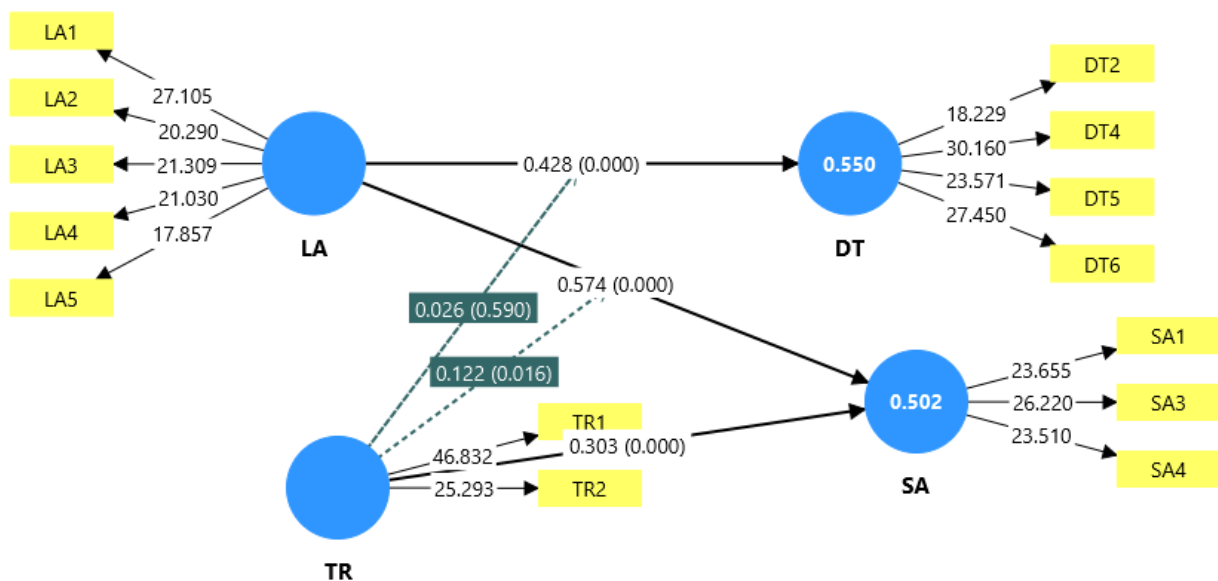 LA1
LA2
LA3
LA4
LA5
27.105
20.290
21.309
21.030
17.857
LA
0.428 (0.000)
0.574 (0.000)
0.026 (0.590)
0.122 (0.016)
0.550
DT
18.229
30.160
23.571
27.450
DT2
DT4
DT5
DT6
TR
46.832
25.293
TR1
TR2
0.303 (0.000)
0.502
SA
23.655
26.220
23.510
SA1
SA3
SA4